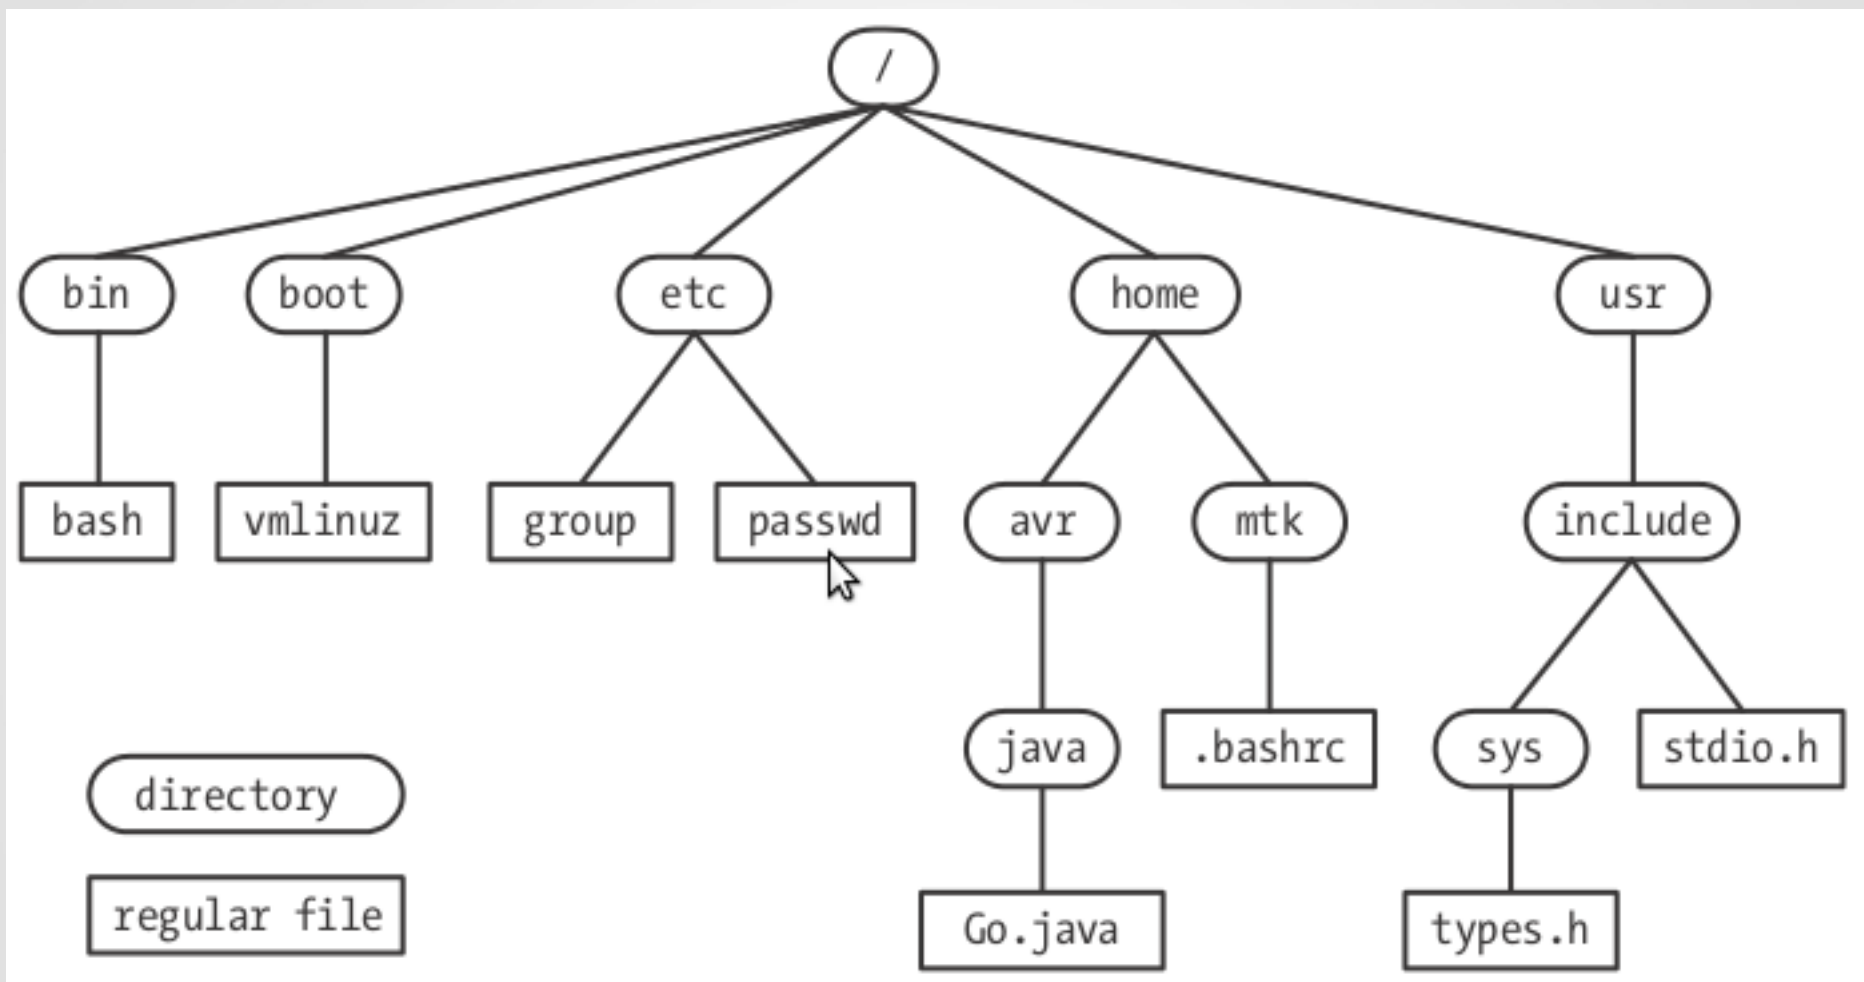 /
bin boot etc home usr
bash vmlinuz group passwd avr mtk include
java .bashrc sys stdio.h
directory
regular file
Go.java types.h